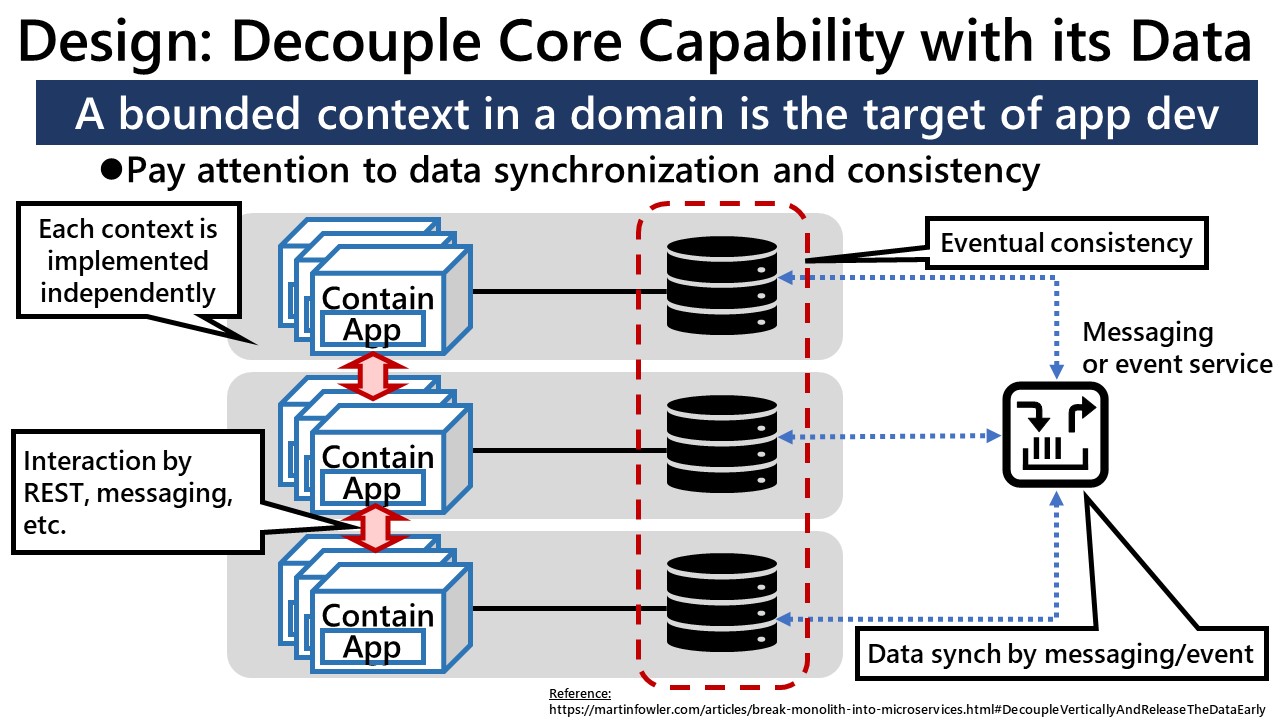 Design: Decouple Core Capability with its Data
A bounded context in a domain is the target of app dev
●Pay attention to data synchronization and consistency
Each context is
implemented
independently
Contain
App
Eventual consistency
Messaging
or event service
Contain
App
Interaction by
REST, messaging,
etc.
Contain
App
Data synch by messaging/event
Reference:
https://martinfowler.com/articles/break-monolith-into-microservices.html#DecoupleVerticallyAndReleaseTheDataEarly